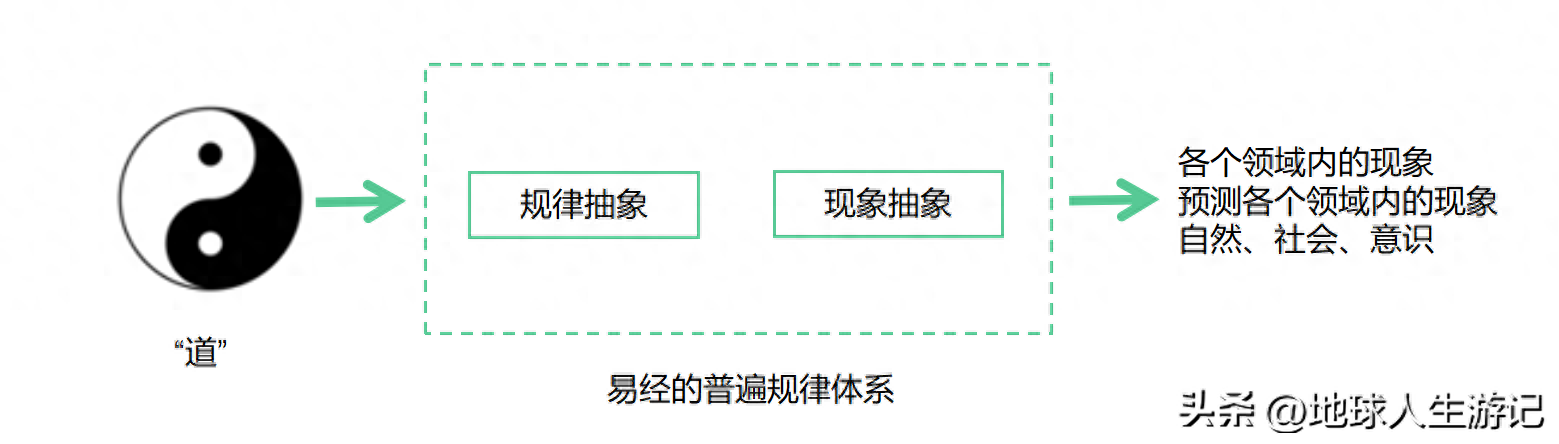 规律抽象
现象抽象
各个领域内的现象
预测各个领域内的现象
自然、社会、意识
“道”
易经的普遍规律体系
头条 @地球人生游记